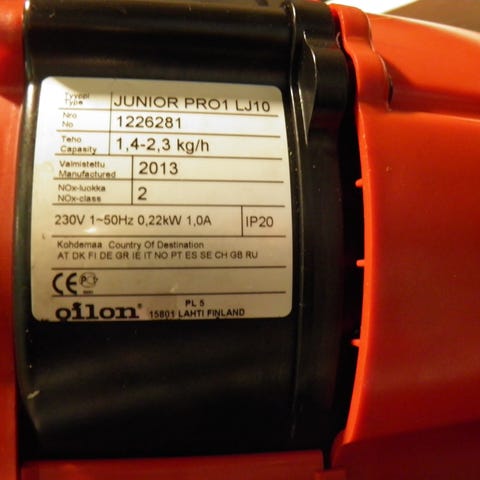 Tyyppi
Type
JUNIOR PRO1 LJ10
Nro
No
1226281
Teho
Capasity
1,4-2,3 kg/h
Valmistettu
Manufactured
2013
NOx-luokka
NOx-class
2
230V 1~50Hz 0,22kW 1,0A
IP20
Kohdemaa Country Of Destination
AT DK FI DE GR IE IT NO PT ES SE CH GB RU
CE
oilon
PL 5
15801 LAHTI FINLAND